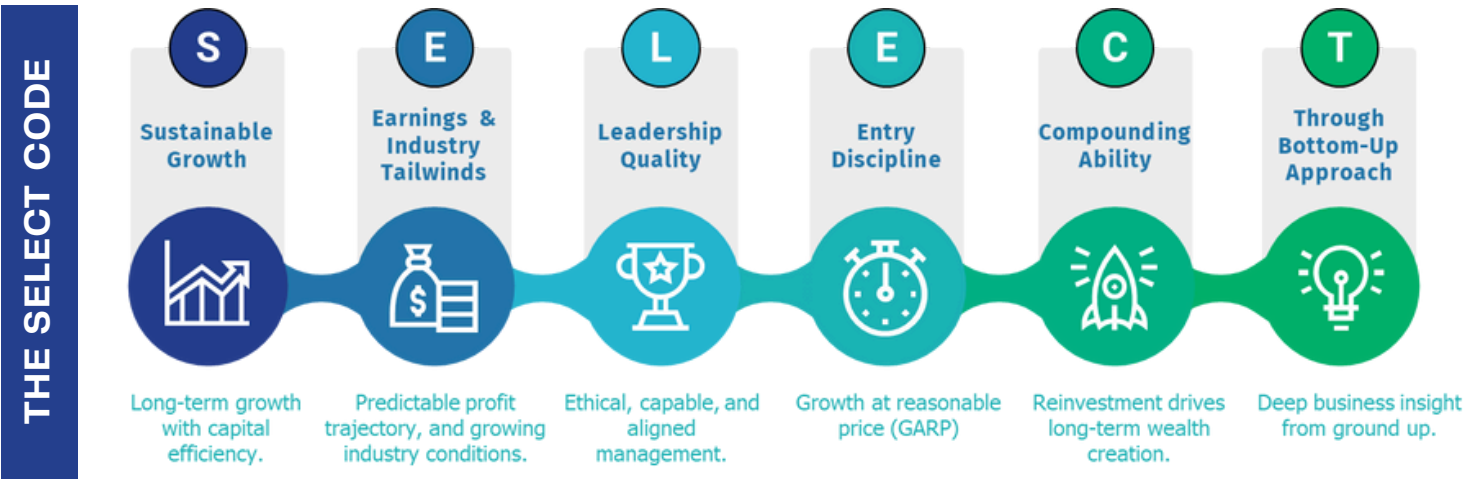 THE SELECT CODE
S
Sustainable
Growth
Long-term growth
with capital
efficiency.
E
Earnings &
Industry
Tailwinds
$
Predictable profit
trajectory, and growing
industry conditions.
L
Leadership
Quality
Ethical, capable, and
aligned
management.
E
Entry
Discipline
Growth at reasonable
price (GARP)
C
Compounding
Ability
Reinvestment drives
long-term wealth
creation.
T
Through
Bottom-Up
Approach
Deep business insight
from ground up.